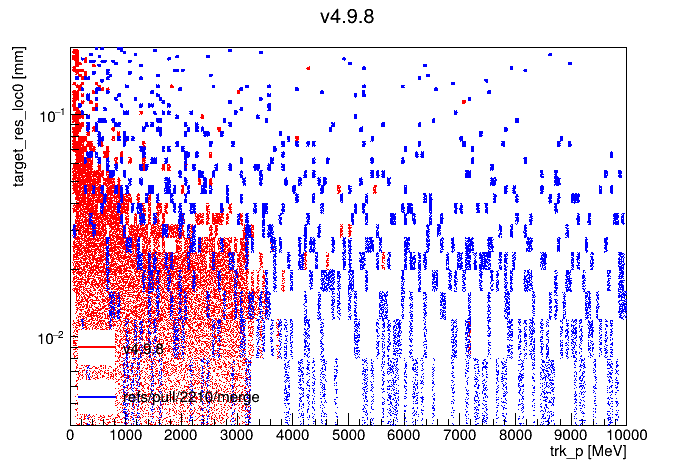 v4.9.8
target_res_loc0 [mm]
10⁻¹
10⁻²
v4.9.8
refs/pull/2210/merge
0 1000 2000 3000 4000 5000 6000 7000 8000 9000 10000
trk_p [MeV]